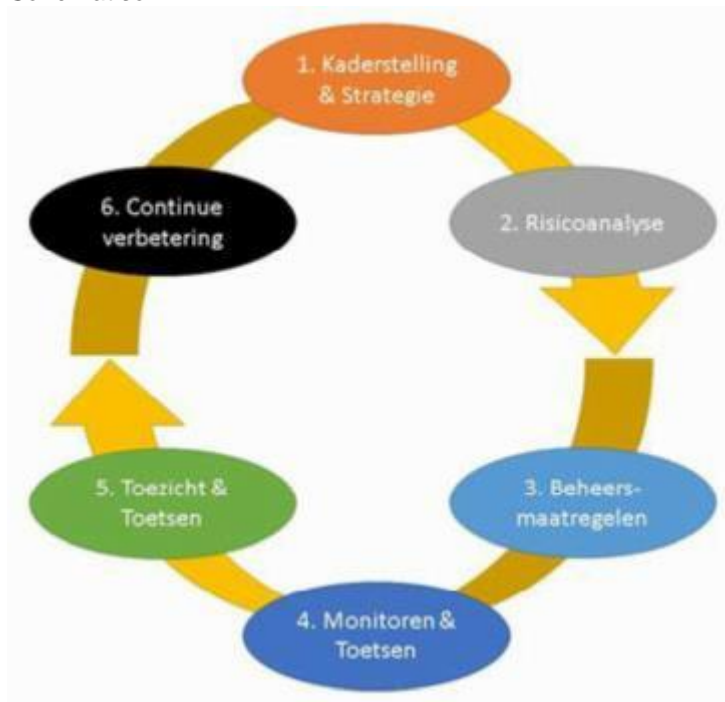 1. Kaderstelling
& Strategie
2. Risicoanalyse
3. Beheers-
maatregelen
4. Monitoren &
Toetsen
5. Toezicht &
Toetsen
6. Continue
verbetering